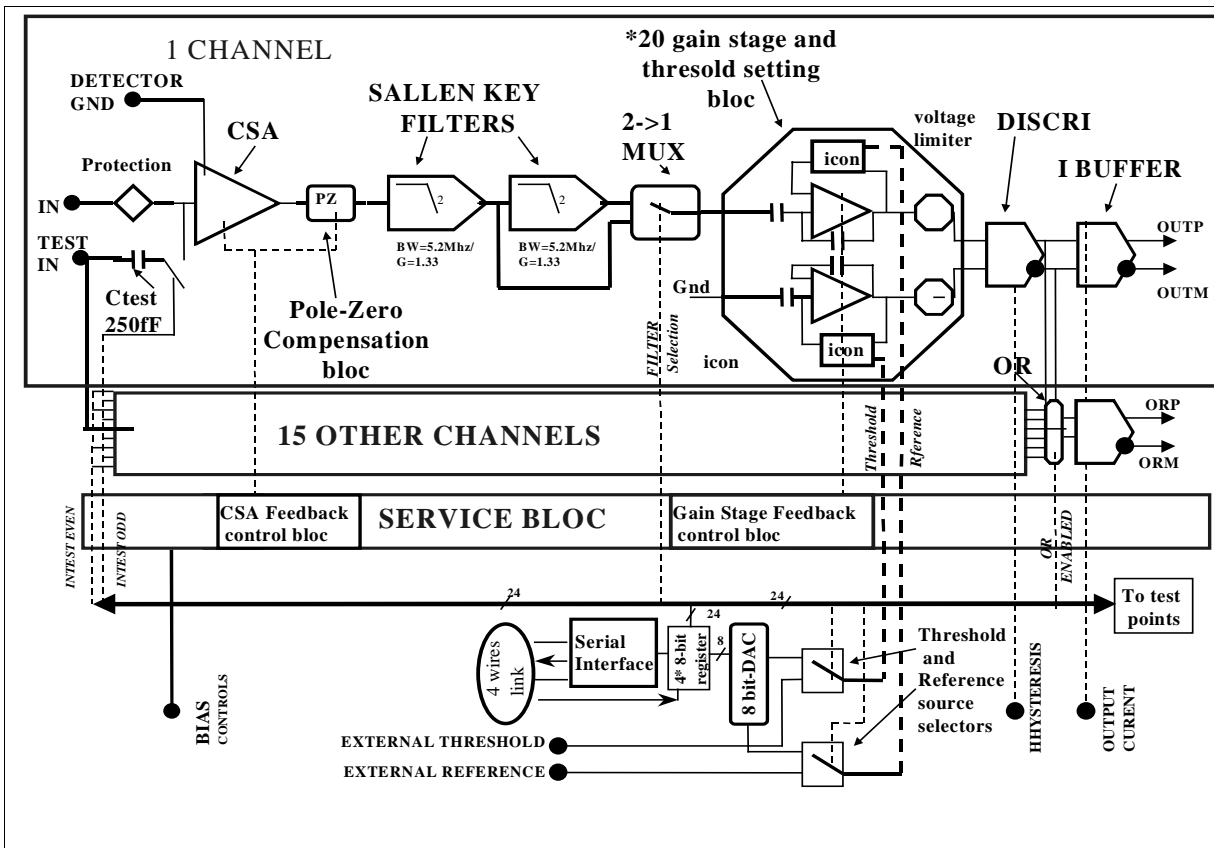 1 CHANNEL
DETECTOR
GND
Protection
IN
TEST
IN
Ctest
250fF
CSA
PZ
Pole-Zero
Compensation
bloc
SALLEN KEY
FILTERS
2
BW=5.2Mhz/
G=1.33
2
BW=5.2Mhz/
G=1.33
2->1
MUX
*20 gain stage and
thresold setting
bloc
icon
icon
Gnd
icon
voltage
limiter
–
DISCRI
I BUFFER
OUTP
OUTM
FILTER
Selection
Threshold
Rference
OR
ORP
ORM
15 OTHER CHANNELS
INTEST EVEN
INTEST ODD
CSA Feedback
control bloc
SERVICE BLOC
Gain Stage Feedback
control bloc
OR
ENABLED
24
24
24
To test
points
4 wires
link
Serial
Interface
4* 8-bit
register
8
8 bit-DAC
Threshold
and
Reference
source
selectors
BIAS
CONTROLS
EXTERNAL THRESHOLD
EXTERNAL REFERENCE
HHYSTERESIS
OUTPUT
CURENT